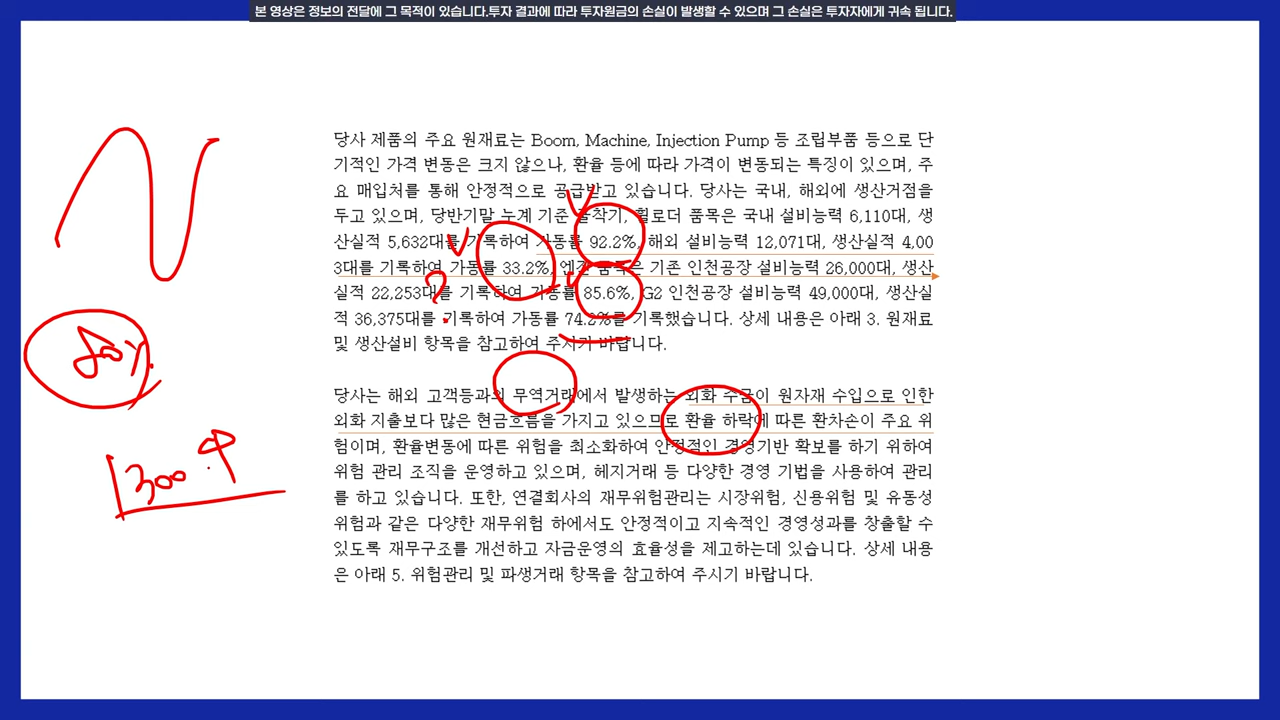 본 영상은 정보의 전달에 그 목적이 있습니다.투자 결과에 따라 투자원금의 손실이 발생할 수 있으며 그 손실은 투자자에게 귀속 됩니다.
당사 제품의 주요 원재료는 Boom, Machine, Injection Pump 등 조립부품 등으로 단
기적인 가격 변동은 크지 않으나, 환율 등에 따라 가격이 변동되는 특징이 있으며, 주
요 매입처를 통해 안정적으로 공급받고 있습니다. 당사는 국내, 해외에 생산거점을
두고 있으며, 당반기말 누계 기준 굴착기, 휠로더 품목은 국내 설비능력 6,110대, 생
산실적 5,632대를 기록하여 가동률 92.2%, 해외 설비능력 12,071대, 생산실적 4,00
3대를 기록하여 가동률 33.2%, 엔진 품목은 기존 인천공장 설비능력 26,000대, 생산
실적 22,253대를 기록하여 가동률 85.6%, G2 인천공장 설비능력 49,000대, 생산실
적 36,375대를 기록하여 가동률 74.2%를 기록했습니다. 상세 내용은 아래 3. 원재료
및 생산설비 항목을 참고하여 주시기 바랍니다.
?
80%
당사는 해외 고객등과의 무역거래에서 발생하는 외화 수금이 원자재 수입으로 인한
외화 지출보다 많은 현금흐름을 가지고 있으므로 환율 하락에 따른 환차손이 주요 위
험이며, 환율변동에 따른 위험을 최소화하여 안정적인 경영기반 확보를 하기 위하여
위험 관리 조직을 운영하고 있으며, 헤지거래 등 다양한 경영 기법을 사용하여 관리
를 하고 있습니다. 또한, 연결회사의 재무위험관리는 시장위험, 신용위험 및 유동성
위험과 같은 다양한 재무위험 하에서도 안정적이고 지속적인 경영성과를 창출할 수
있도록 재무구조를 개선하고 자금운영의 효율성을 제고하는데 있습니다. 상세 내용
은 아래 5. 위험관리 및 파생거래 항목을 참고하여 주시기 바랍니다.